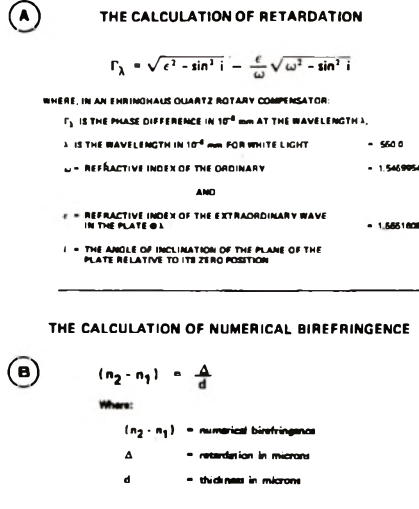 A
THE CALCULATION OF RETARDATION
Γλ = √ε² - sin² i - ε/ω √ω² - sin² i
WHERE, IN AN EHRINGHAUS QUARTZ ROTARY COMPENSATOR:
Γλ IS THE PHASE DIFFERENCE IN 10⁻⁶ mm AT THE WAVELENGTH λ,
λ IS THE WAVELENGTH IN 10⁻⁶ mm FOR WHITE LIGHT = 550.0
ω = REFRACTIVE INDEX OF THE ORDINARY = 1.5469954
AND
ε = REFRACTIVE INDEX OF THE EXTRAORDINARY WAVE
IN THE PLATE @ λ
i = THE ANGLE OF INCLINATION OF THE PLANE OF THE
PLATE RELATIVE TO ITS ZERO POSITION
THE CALCULATION OF NUMERICAL BIREFRINGENCE
B
(n₂ - n₁) = Δ/d
Where:
(n₂ - n₁) = numerical birefringence
Δ = retardation in microns
d = thickness in microns